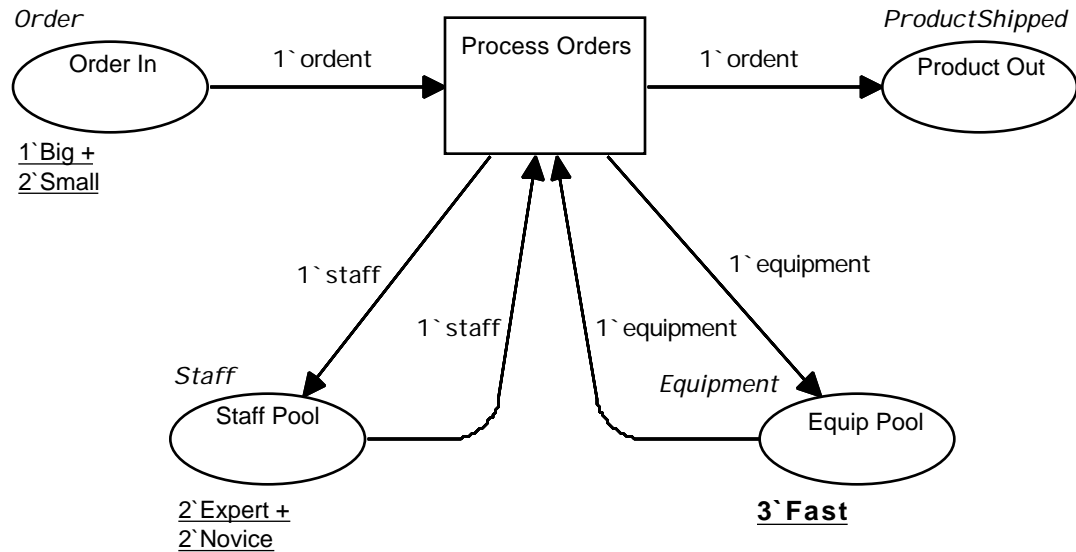 Order
ProductShipped
Order In
1`ordent
Process Orders
1`ordent
Product Out
1`Big +
2`Small
1`staff
1`equipment
1`staff
1`equipment
Staff
Equipment
Staff Pool
Equip Pool
2`Expert +
2`Novice
3`Fast